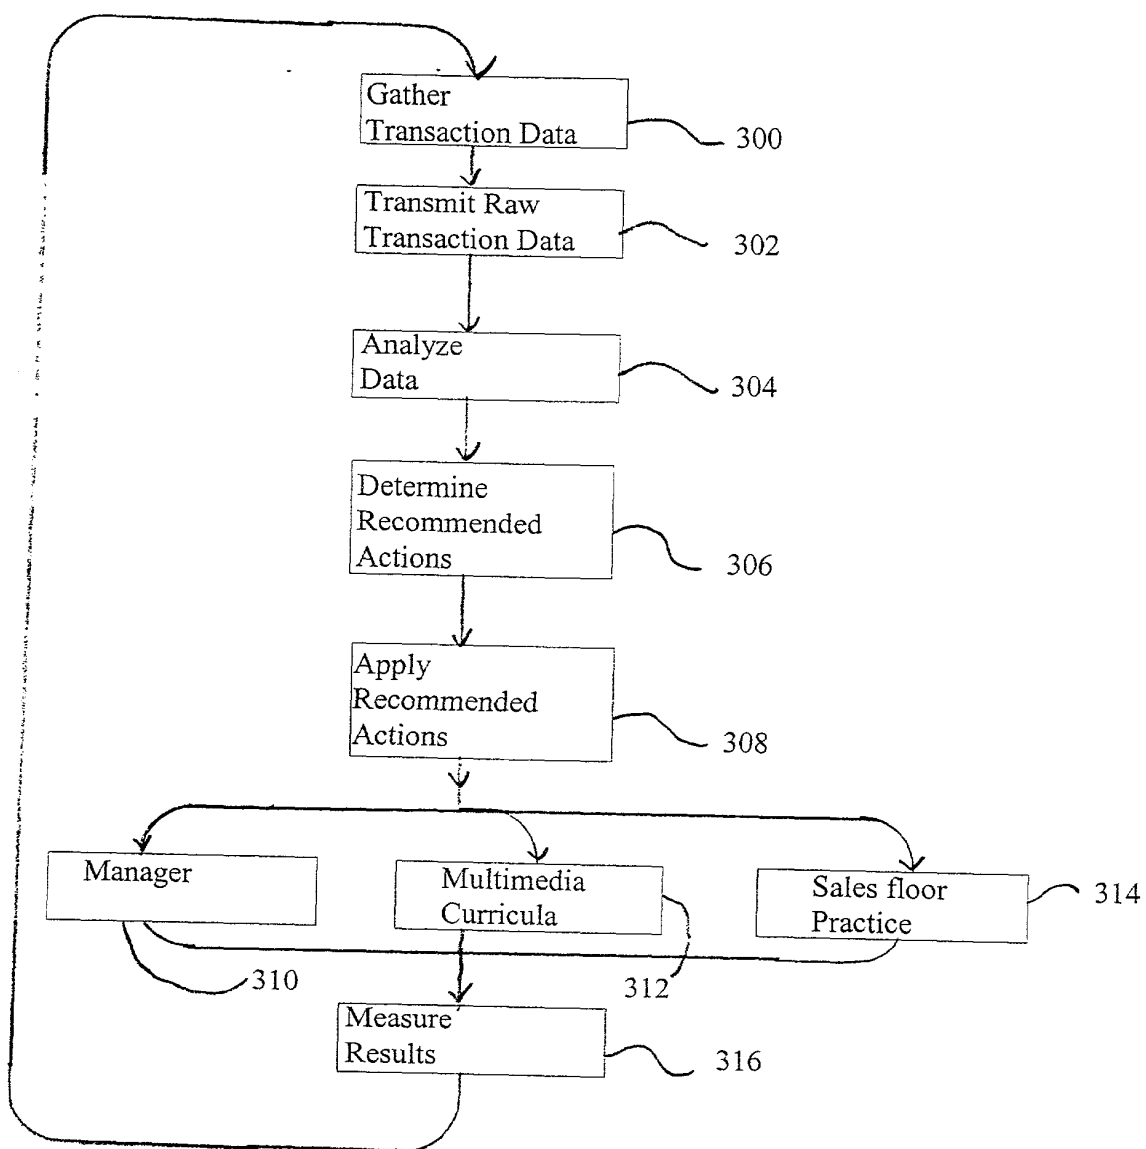 Gather
Transaction Data
300
Transmit Raw
Transaction Data
302
Analyze
Data
304
Determine
Recommended
Actions
306
Apply
Recommended
Actions
308
Manager
310
Multimedia
Curricula
312
Sales floor
Practice
314
Measure
Results
316